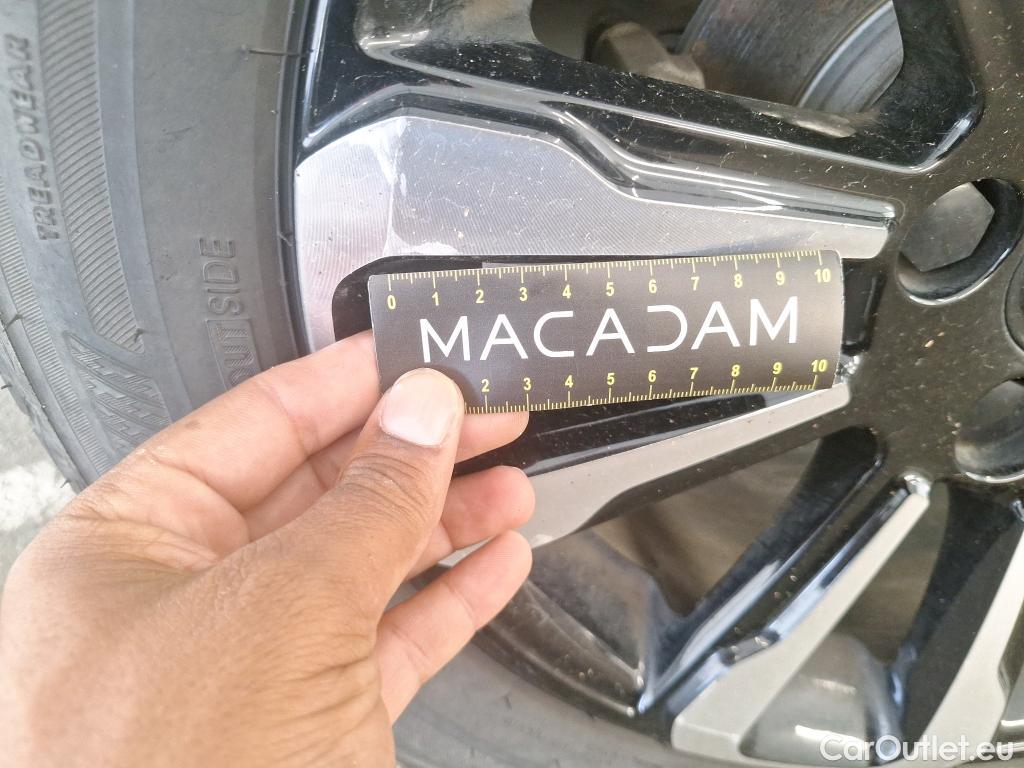 TREADWEAR
OUTSIDE
0 1 2 3 4 5 6 7 8 9 10
MACADAM
2 3 4 5 6 7 8 9 10
CarOutlet.eu